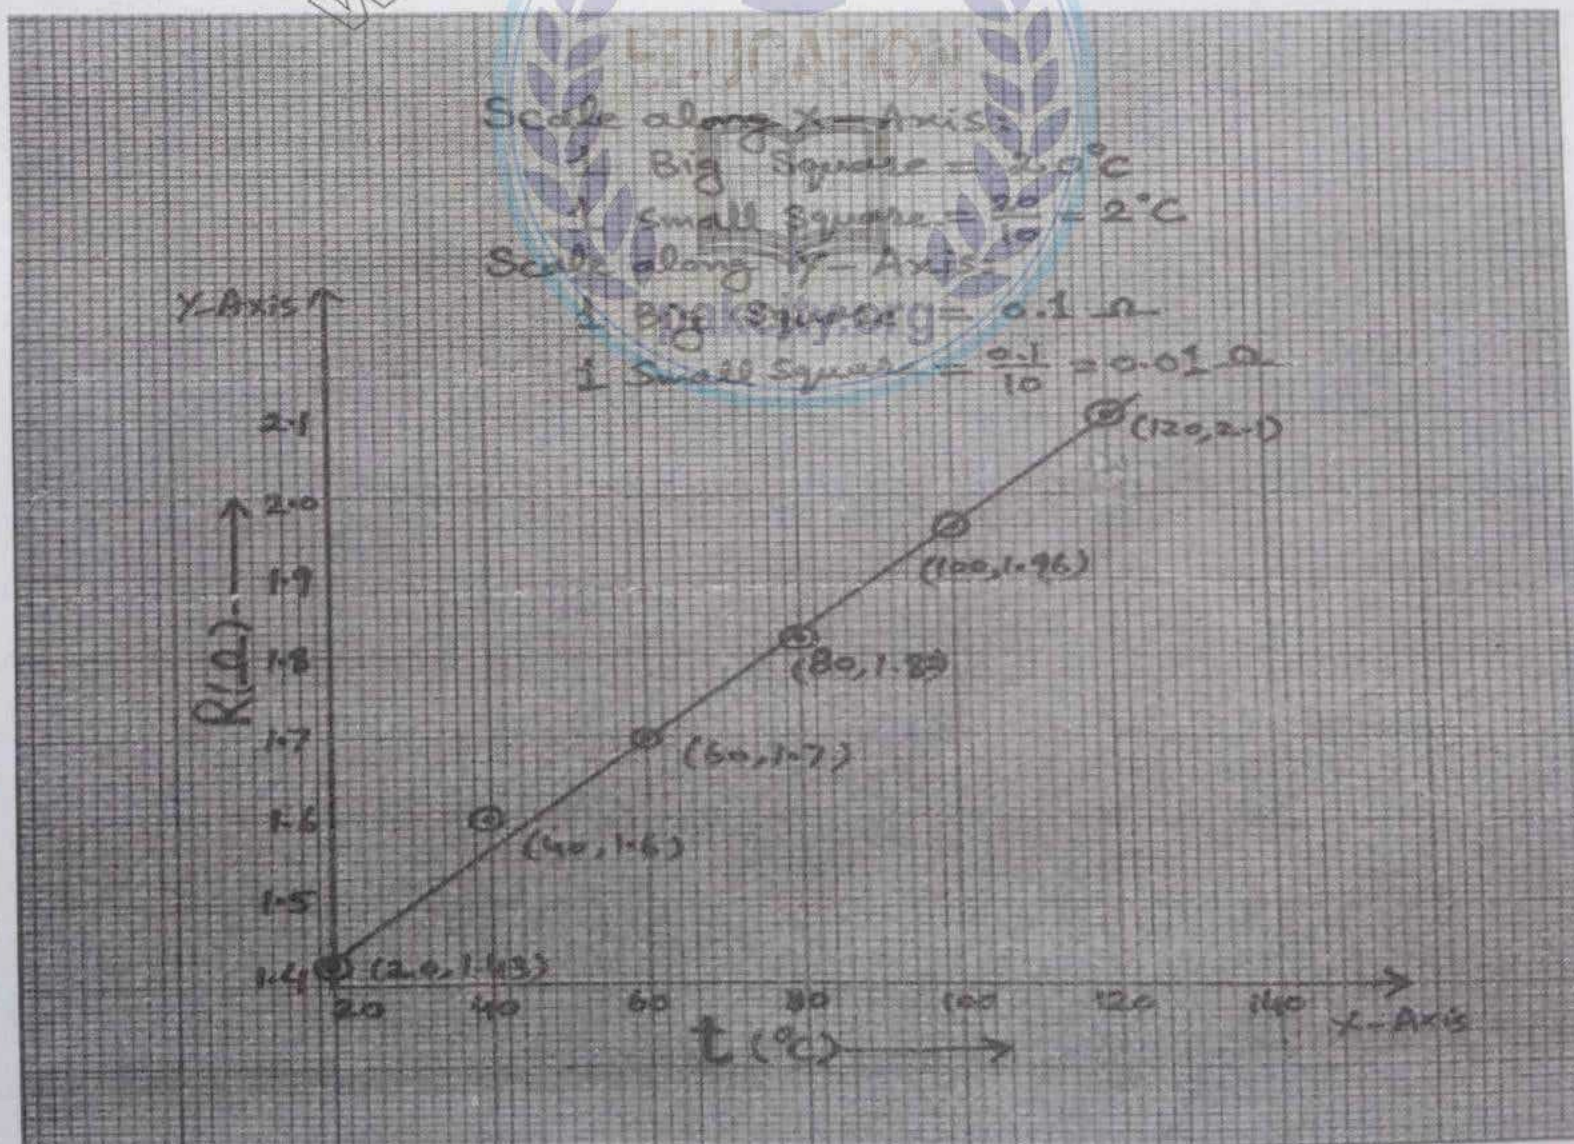 EDUCATION
Scale along X-Axis:
1 Big Square = 20°C
1 Small Square = 20/10 = 2°C
Scale along Y-Axis:
1 Big Square = 0.1 Ω
1 Small Square = 0.1/10 = 0.01 Ω
Y-Axis
2.1
(120, 2.1)
2.0
(100, 1.96)
1.9
R(Ω)
1.8
(80, 1.83)
1.7
(60, 1.7)
1.6
(40, 1.6)
1.5
1.4
(20, 1.43)
20 40 60 80 100 120 140
X-Axis
t (°C)